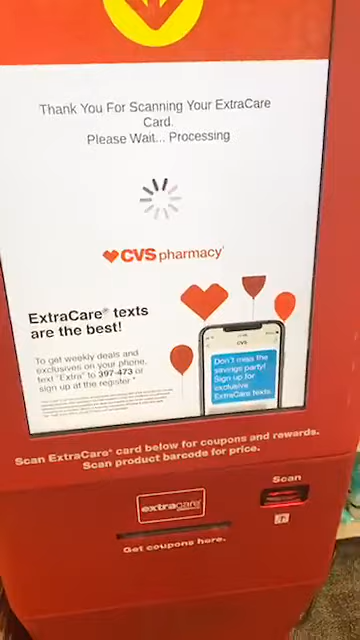 Thank You For Scanning Your ExtraCare
Card.
Please Wait... Processing
CVS pharmacy®
ExtraCare® texts
are the best!
To get weekly deals and
exclusives on your phone,
text "Extra" to 397-473 or
sign up at the register.*
CVS
Don't miss the
savings party!
Sign up for
exclusive
ExtraCare texts
Scan ExtraCare® card below for coupons and rewards.
Scan product barcode for price.
Scan
extracare
Get coupons here.